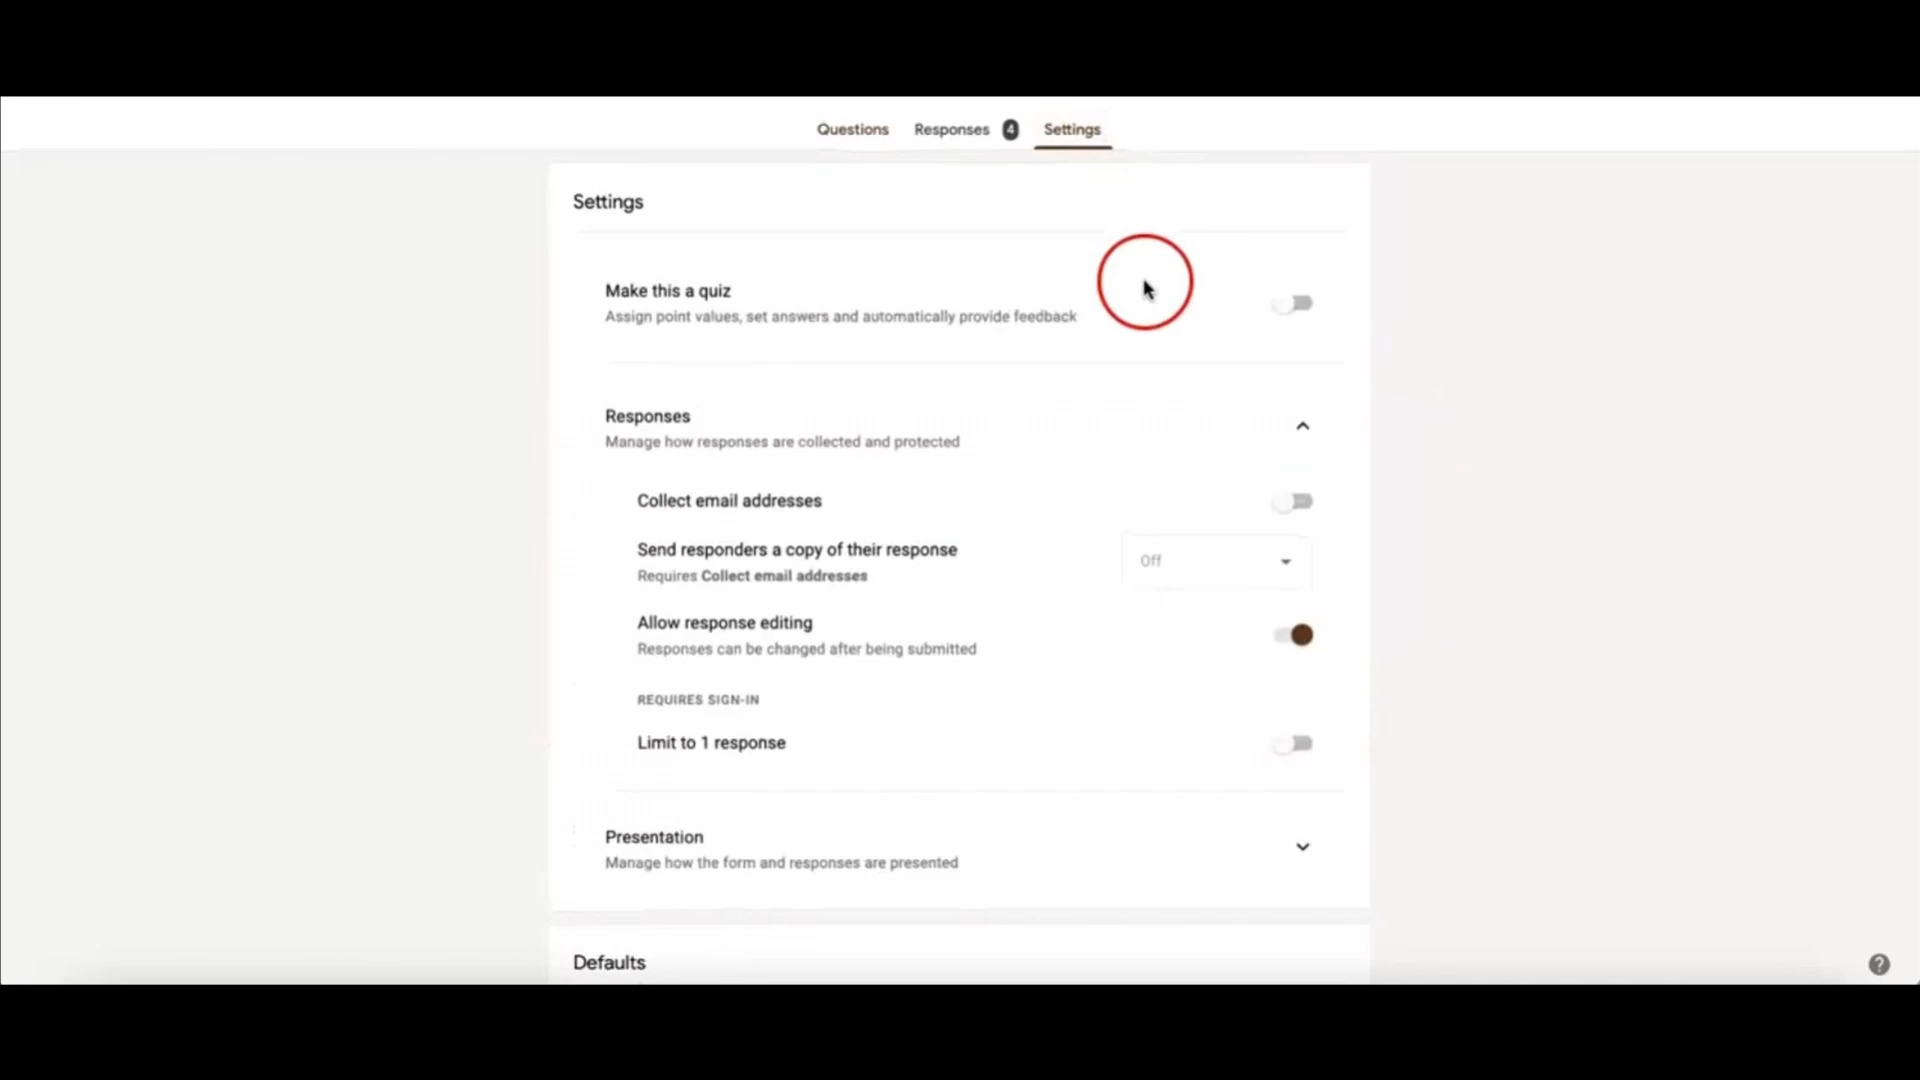 Questions Responses 4 Settings
Settings
Make this a quiz
Assign point values, set answers and automatically provide feedback
Responses
Manage how responses are collected and protected
Collect email addresses
Send responders a copy of their response
Requires Collect email addresses
Off
Allow response editing
Responses can be changed after being submitted
REQUIRES SIGN-IN
Limit to 1 response
Presentation
Manage how the form and responses are presented
Defaults
?